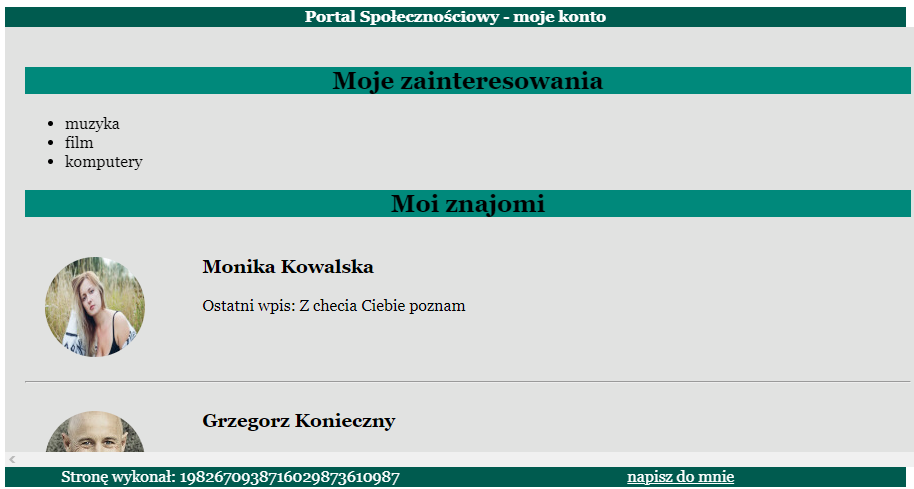 Portal Społecznościowy - moje konto
Moje zainteresowania
muzyka
film
komputery
Moi znajomi
Monika Kowalska
Ostatni wpis: Z checia Ciebie poznam
Grzegorz Konieczny
Stronę wykonał: 1982670938716029873610987
napisz do mnie